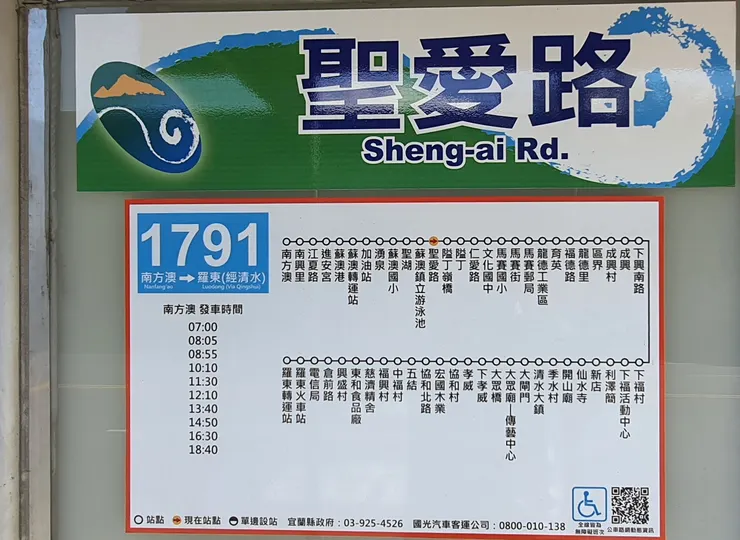 聖愛路
Sheng-ai Rd.
1791
南方澳 → 羅東(經清水)
Nanfang'ao Luodong (Via Qingshui)
南方澳 發車時間
07:00
08:05
08:55
10:10
11:30
12:10
13:40
14:50
16:30
18:40
南方澳
南興里
江夏路
進安宮
蘇澳港
蘇澳轉運站
加油站
湧泉
蘇澳國小
聖湖
蘇澳鎮立游泳池
聖愛路
隘丁嶺橋
隘丁
仁愛路
文化國中
馬賽國小
馬賽街
馬賽郵局
龍德工業區
育英
福德路
龍德里
區界
成興村
成興
下興南路
下福村
下福活動中心
利澤簡
新店
仙水寺
開山廟
季水村
清水大鎮
大閘門
大眾廟—傳藝中心
大眾橋
下孝威
孝威
協和村
宏國木業
協和北路
五結
中福村
福興村
慈濟精舍
東和食品廠
興盛村
倉前路
電信局
羅東火車站
羅東轉運站
站點 現在站點 單邊設站 宜蘭縣政府：03-925-4526 國光汽車客運公司：0800-010-138
全線皆為
無障礙班次
公車路網動態資訊